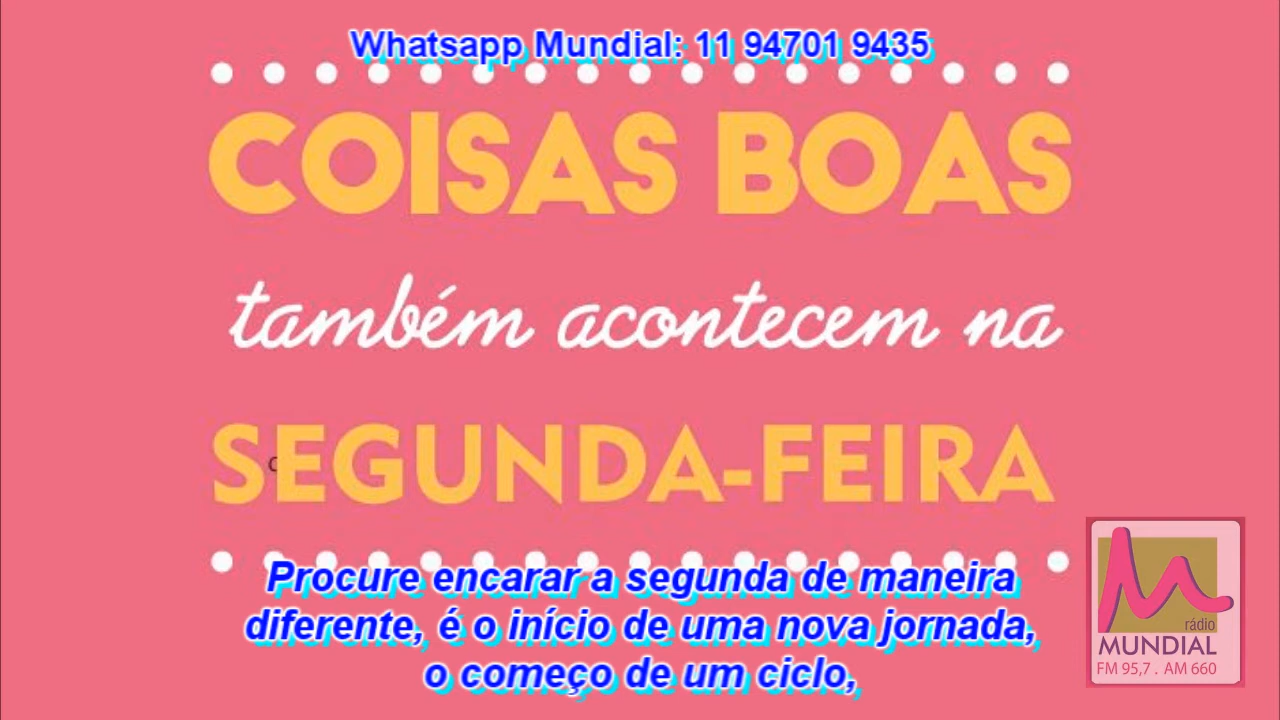 Whatsapp Mundial: 11 94701 9435
COISAS BOAS
também acontecem na
SEGUNDA-FEIRA
Procure encarar a segunda de maneira
diferente, é o início de uma nova jornada,
o começo de um ciclo,
rádio
MUNDIAL
FM 95,7 . AM 660